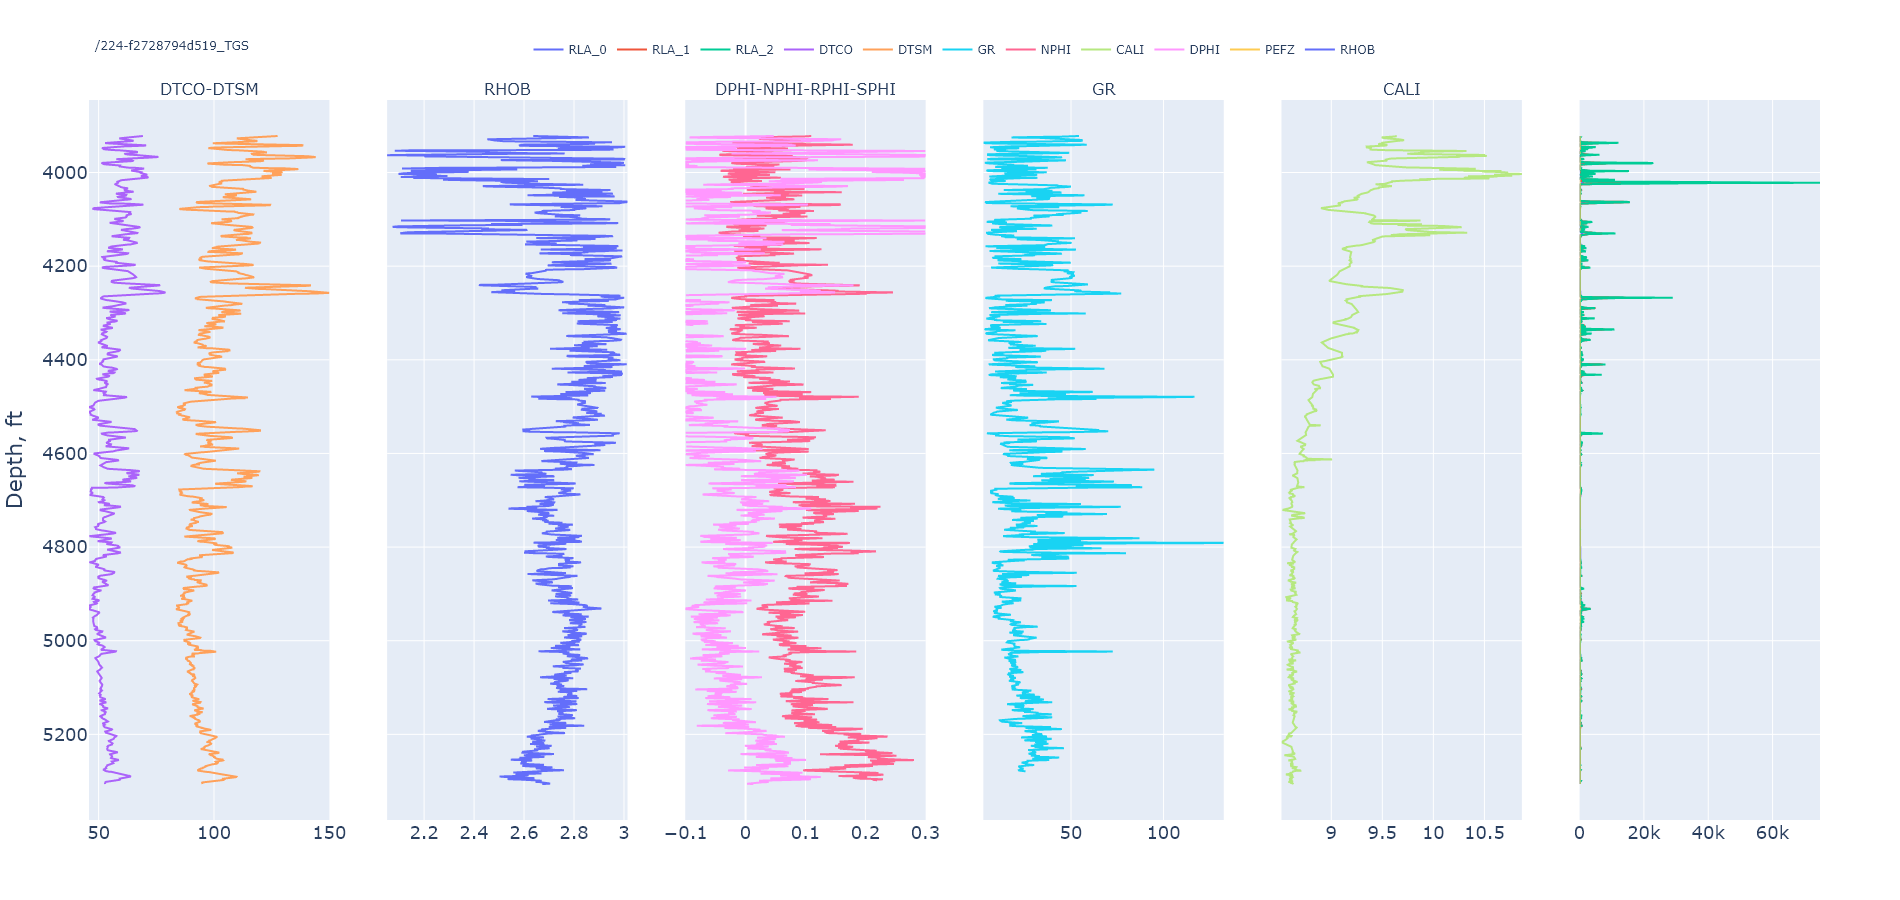 /224-f2728794d519_TGS
RLA_0 RLA_1 RLA_2 DTCO DTSM GR NPHI CALI DPHI PEFZ RHOB
DTCO-DTSM RHOB DPHI-NPHI-RPHI-SPHI GR CALI
Depth, ft
4000
4200
4400
4600
4800
5000
5200
50 100 150 2.2 2.4 2.6 2.8 3 −0.1 0 0.1 0.2 0.3 50 100 9 9.5 10 10.5 0 20k 40k 60k